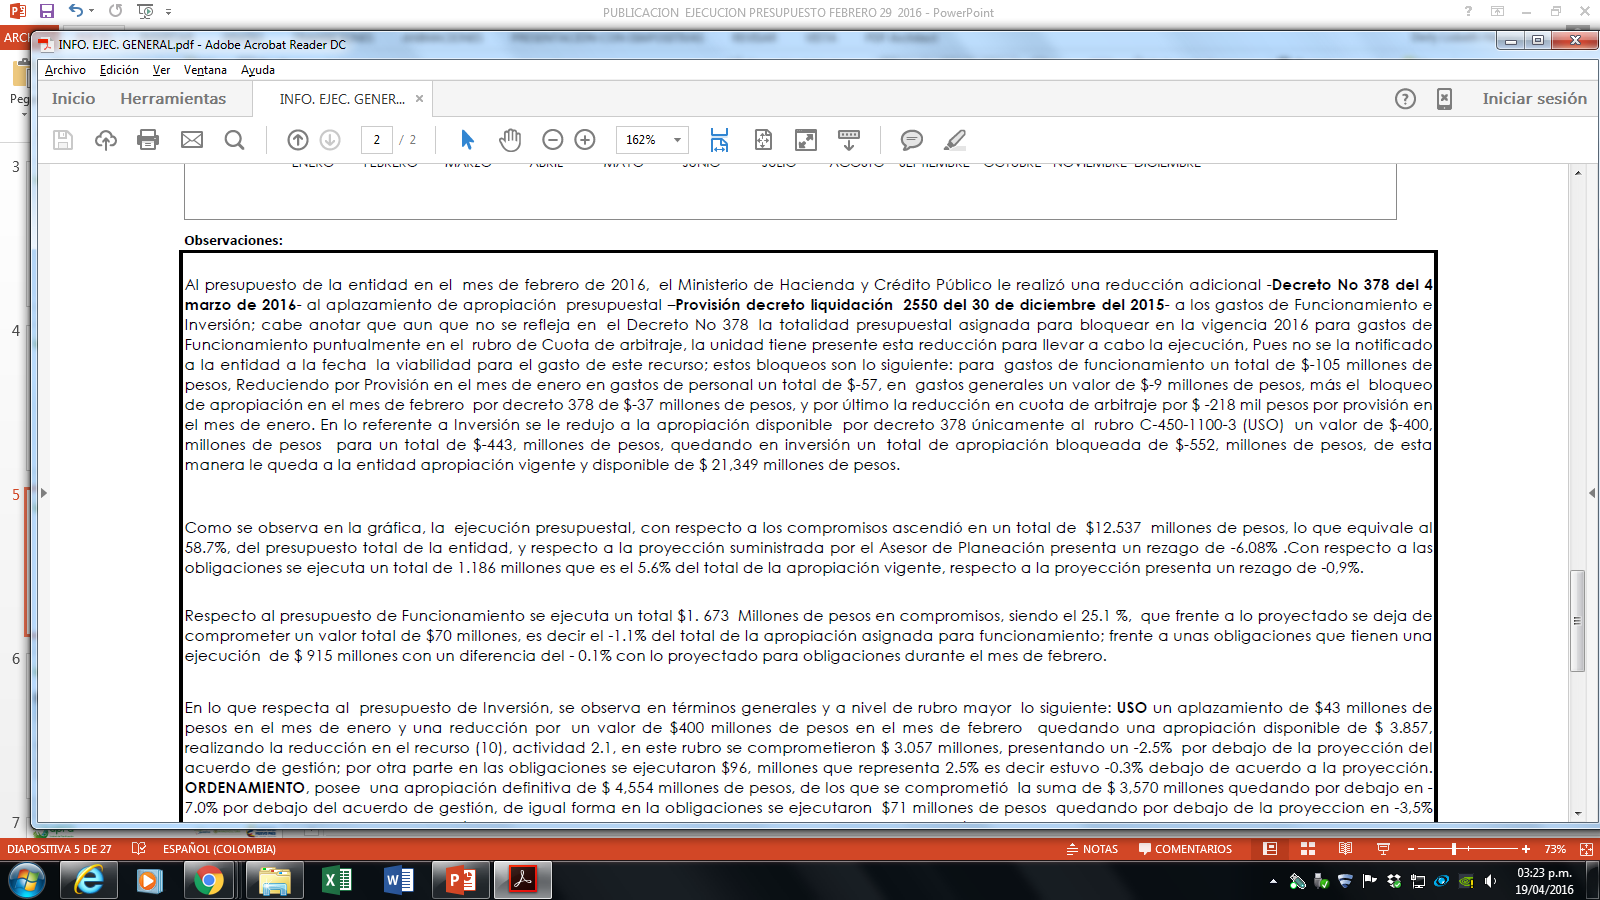 PUBLICACION EJECUCION PRESUPUESTO FEBRERO 29 2016 - PowerPoint
ARC
INFO. EJEC. GENERAL.pdf - Adobe Acrobat Reader DC
Archivo Edición Ver Ventana Ayuda
Inicio Herramientas INFO. EJEC. GENER... × Iniciar sesión
Peg
2 / 2 162%
3
4
5
6
7
ENERO FEBRERO MARZO ABRIL MAYO JUNIO JULIO AGOSTO SEPTIEMBRE OCTUBRE NOVIEMBRE DICIEMBRE
Observaciones:
Al presupuesto de la entidad en el mes de febrero de 2016, el Ministerio de Hacienda y Crédito Público le realizó una reducción adicional -Decreto No 378 del 4
marzo de 2016- al aplazamiento de apropiación presupuestal –Provisión decreto liquidación 2550 del 30 de diciembre del 2015- a los gastos de Funcionamiento e
Inversión; cabe anotar que aun que no se refleja en el Decreto No 378 la totalidad presupuestal asignada para bloquear en la vigencia 2016 para gastos de
Funcionamiento puntualmente en el rubro de Cuota de arbitraje, la unidad tiene presente esta reducción para llevar a cabo la ejecución, Pues no se la notificado
a la entidad a la fecha la viabilidad para el gasto de este recurso; estos bloqueos son lo siguiente: para gastos de funcionamiento un total de $-105 millones de
pesos, Reduciendo por Provisión en el mes de enero en gastos de personal un total de $-57, en gastos generales un valor de $-9 millones de pesos, más el bloqueo
de apropiación en el mes de febrero por decreto 378 de $-37 millones de pesos, y por último la reducción en cuota de arbitraje por $ -218 mil pesos por provisión en
el mes de enero. En lo referente a Inversión se le redujo a la apropiación disponible por decreto 378 únicamente al rubro C-450-1100-3 (USO) un valor de $-400,
millones de pesos para un total de $-443, millones de pesos, quedando en inversión un total de apropiación bloqueada de $-552, millones de pesos, de esta
manera le queda a la entidad apropiación vigente y disponible de $ 21,349 millones de pesos.
Como se observa en la gráfica, la ejecución presupuestal, con respecto a los compromisos ascendió en un total de $12.537 millones de pesos, lo que equivale al
58.7%, del presupuesto total de la entidad, y respecto a la proyección suministrada por el Asesor de Planeación presenta un rezago de -6.08% .Con respecto a las
obligaciones se ejecuta un total de 1.186 millones que es el 5.6% del total de la apropiación vigente, respecto a la proyección presenta un rezago de -0,9%.
Respecto al presupuesto de Funcionamiento se ejecuta un total $1. 673 Millones de pesos en compromisos, siendo el 25.1 %, que frente a lo proyectado se deja de
comprometer un valor total de $70 millones, es decir el -1.1% del total de la apropiación asignada para funcionamiento; frente a unas obligaciones que tienen una
ejecución de $ 915 millones con un diferencia del - 0.1% con lo proyectado para obligaciones durante el mes de febrero.
En lo que respecta al presupuesto de Inversión, se observa en términos generales y a nivel de rubro mayor lo siguiente: USO un aplazamiento de $43 millones de
pesos en el mes de enero y una reducción por un valor de $400 millones de pesos en el mes de febrero quedando una apropiación disponible de $ 3.857,
realizando la reducción en el recurso (10), actividad 2.1, en este rubro se comprometieron $ 3.057 millones, presentando un -2.5% por debajo de la proyección del
acuerdo de gestión; por otra parte en las obligaciones se ejecutaron $96, millones que representa 2.5% es decir estuvo -0.3% debajo de acuerdo a la proyección.
ORDENAMIENTO, posee una apropiación definitiva de $ 4,554 millones de pesos, de los que se comprometió la suma de $ 3,570 millones quedando por debajo en -
7.0% por debajo del acuerdo de gestión, de igual forma en la obligaciones se ejecutaron $71 millones de pesos quedando por debajo de la proyeccion en -3,5%
DIAPOSITIVA 5 DE 27 ESPAÑOL (COLOMBIA) NOTAS COMENTARIOS 73%
03:23 p.m.
19/04/2016